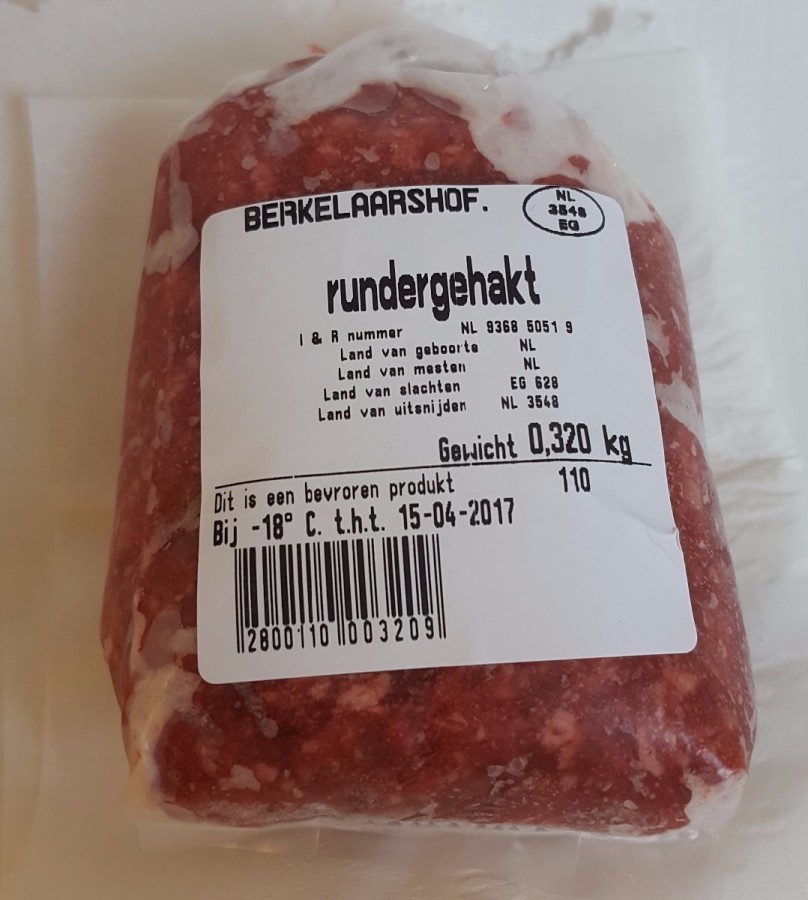 BERKELAARSHOF.
NL
3548
EG
rundergehakt
I & R nummer NL 9368 5051 9
Land van geboorte NL
Land van mesten NL
Land van slachten EG 628
Land van uitsnijden NL 3548
Gewicht 0,320 kg
Dit is een bevroren produkt 110
Bij -18° C. t.h.t. 15-04-2017
2800110 003209